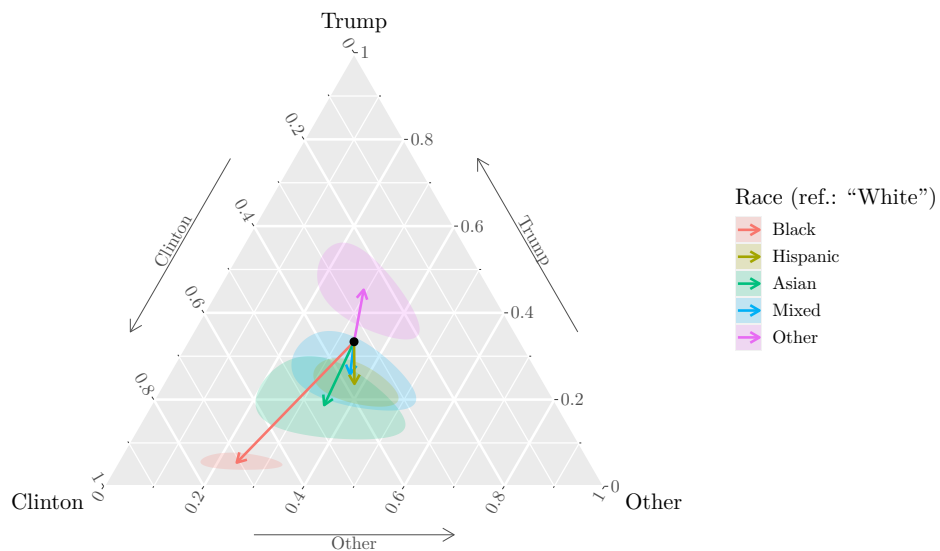 Trump
0
1
0.2
0.8
0.4
0.6
0.6
0.4
0.8
0.2
1
0
Clinton
Trump
Clinton
Other
0
0.2
0.4
0.6
0.8
1
Other
Race (ref.: “White”)
Black
Hispanic
Asian
Mixed
Other